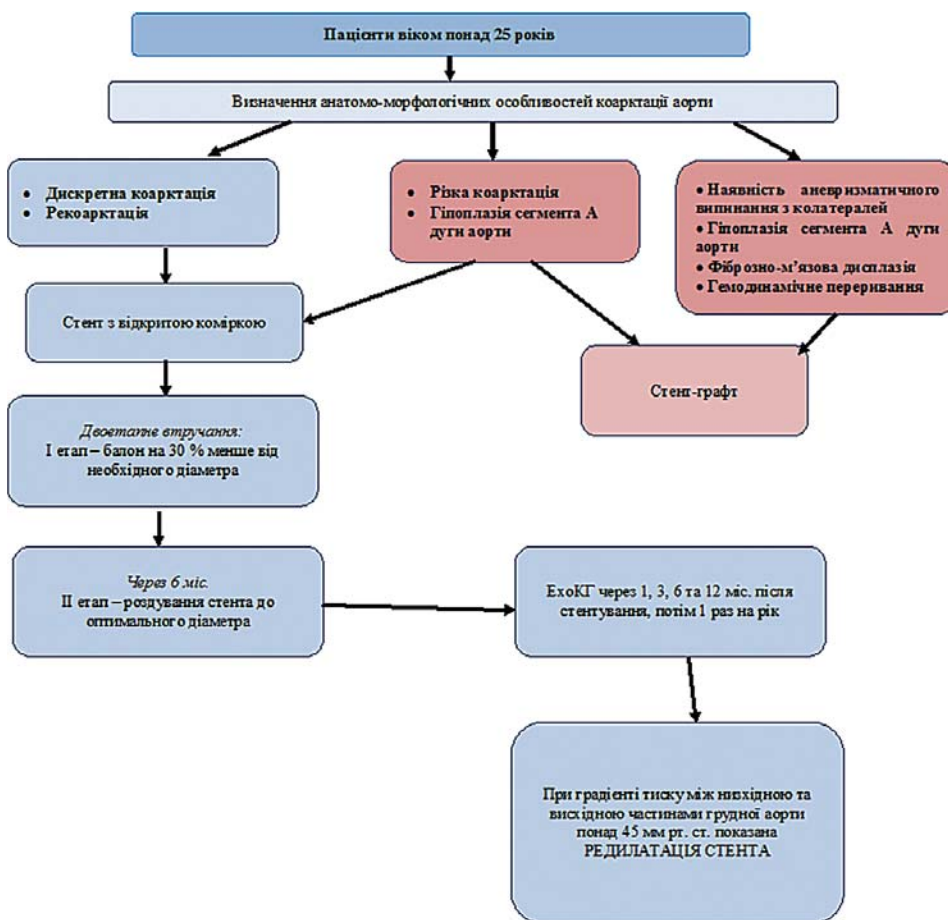 Пацієнти віком понад 25 років
Визначення анатомо-морфологічних особливостей коарктації аорти
• Дискретна коарктація
• Рекоарктація
• Різка коарктація
• Гіпоплазія сегмента А
дуги аорти
• Наявність аневризматичного
випинання з колатералей
• Гіпоплазія сегмента А дуги
аорти
• Фіброзно-м’язова дисплазія
• Гемодинамічне переривання
Стент з відкритою коміркою
Стент-графт
Двоетапне втручання:
I етап – балон на 30 % менше від
необхідного діаметра
Через 6 міс.
II етап – роздування стента до
оптимального діаметра
ЕхоКГ через 1, 3, 6 та 12 міс. після
стентування, потім 1 раз на рік
При градієнті тиску між низхідною та
висхідною частинами грудної аорти
понад 45 мм рт. ст. показана
РЕДИЛАТАЦІЯ СТЕНТА